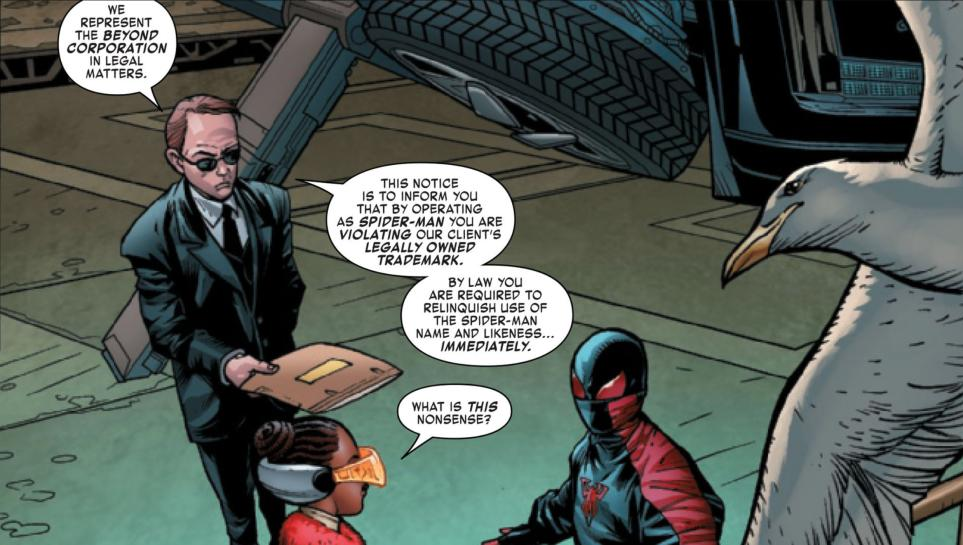 WE
REPRESENT
THE BEYOND
CORPORATION
IN LEGAL
MATTERS.
THIS NOTICE
IS TO INFORM YOU
THAT BY OPERATING
AS SPIDER-MAN YOU ARE
VIOLATING OUR CLIENT'S
LEGALLY OWNED
TRADEMARK.
BY LAW YOU
ARE REQUIRED TO
RELINQUISH USE OF
THE SPIDER-MAN
NAME AND LIKENESS...
IMMEDIATELY.
WHAT IS THIS
NONSENSE?